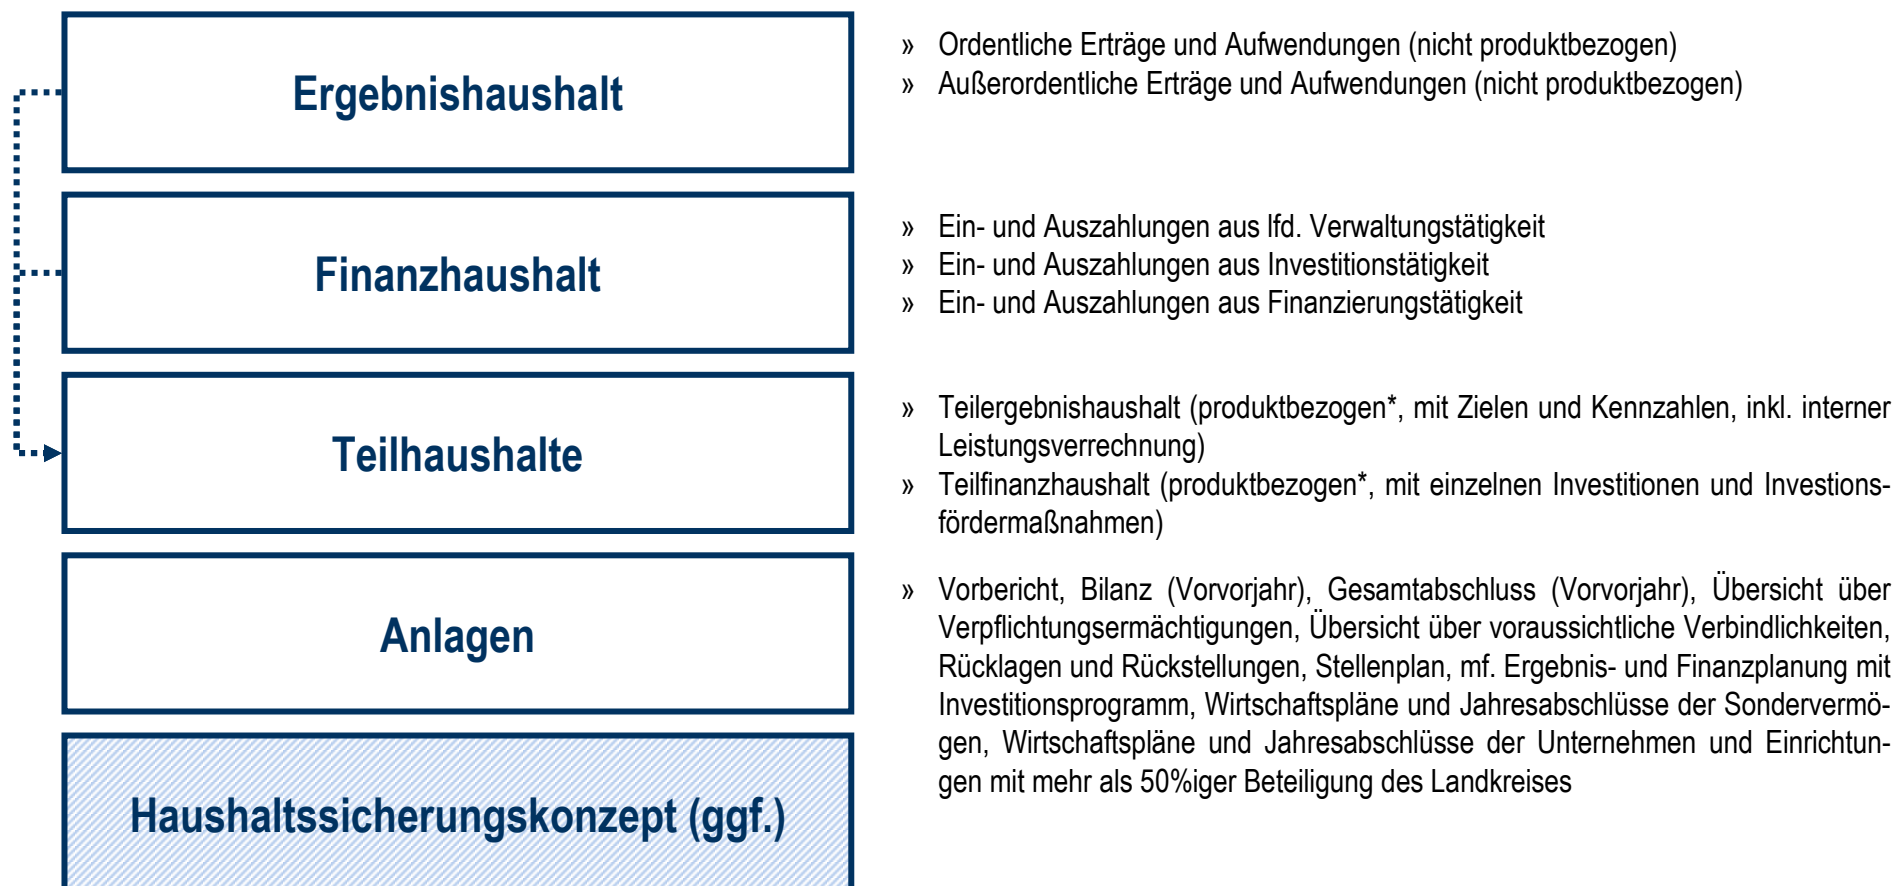 Ergebnishaushalt
» Ordentliche Erträge und Aufwendungen (nicht produktbezogen)
» Außerordentliche Erträge und Aufwendungen (nicht produktbezogen)
Finanzhaushalt
» Ein- und Auszahlungen aus lfd. Verwaltungstätigkeit
» Ein- und Auszahlungen aus Investitionstätigkeit
» Ein- und Auszahlungen aus Finanzierungstätigkeit
Teilhaushalte
» Teilergebnishaushalt (produktbezogen*, mit Zielen und Kennzahlen, inkl. interner
Leistungsverrechnung)
» Teilfinanzhaushalt (produktbezogen*, mit einzelnen Investitionen und Investions-
fördermaßnahmen)
Anlagen
» Vorbericht, Bilanz (Vorvorjahr), Gesamtabschluss (Vorvorjahr), Übersicht über
Verpflichtungsermächtigungen, Übersicht über voraussichtliche Verbindlichkeiten,
Rücklagen und Rückstellungen, Stellenplan, mf. Ergebnis- und Finanzplanung mit
Investitionsprogramm, Wirtschaftspläne und Jahresabschlüsse der Sondervermö-
gen, Wirtschaftspläne und Jahresabschlüsse der Unternehmen und Einrichtun-
gen mit mehr als 50%iger Beteiligung des Landkreises
Haushaltssicherungskonzept (ggf.)